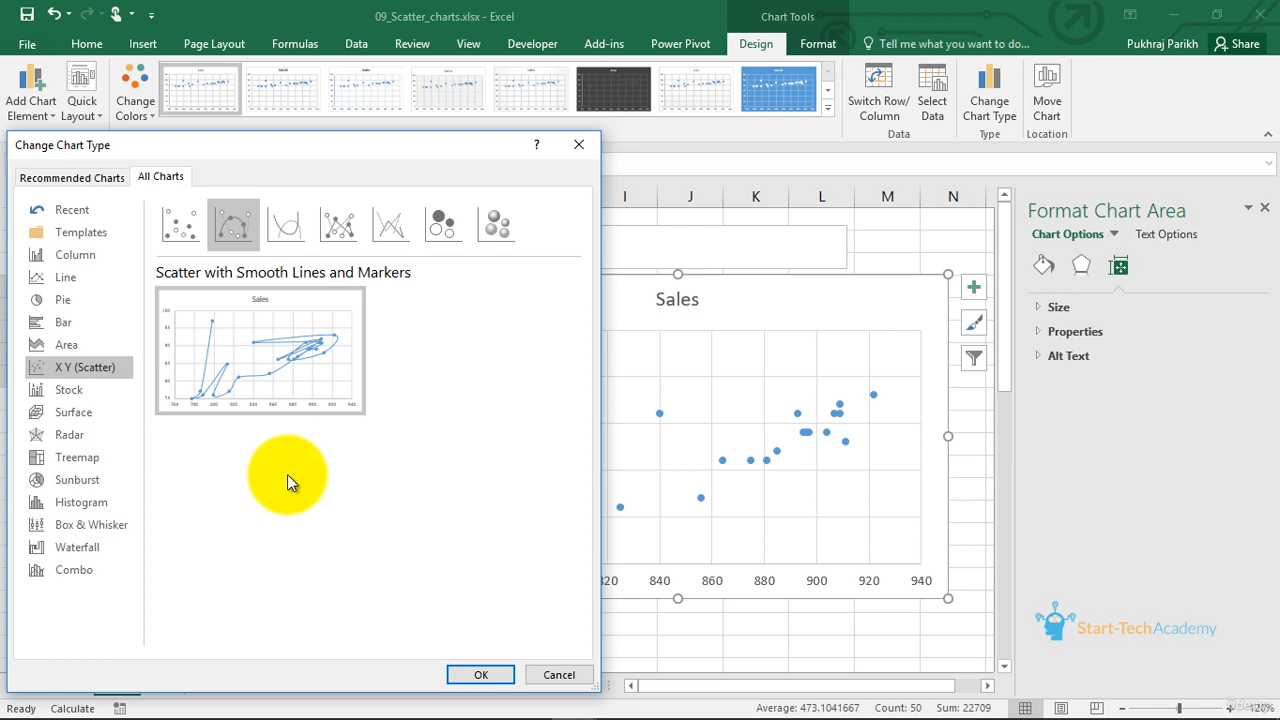 09_Scatter_charts.xlsx - Excel
Chart Tools
File Home Insert Page Layout Formulas Data Review View Developer Add-ins Power Pivot Design Format Tell me what you want to do... Pukhraj Parikh Share
Add Chart Element
Quick Layout
Change Colors
Switch Row/ Column
Select Data
Change Chart Type
Move Chart
Data Type Location
Change Chart Type ?
Recommended Charts All Charts
Recent
Templates
Column
Line
Pie
Bar
Area
X Y (Scatter)
Stock
Surface
Radar
Treemap
Sunburst
Histogram
Box & Whisker
Waterfall
Combo
Scatter with Smooth Lines and Markers
Sales
OK Cancel
I J K L M N
Sales
820 840 860 880 900 920 940
Format Chart Area
Chart Options Text Options
Size
Properties
Alt Text
Start-Tech Academy
Ready Calculate Average: 473.1041667 Count: 50 Sum: 22709 120%